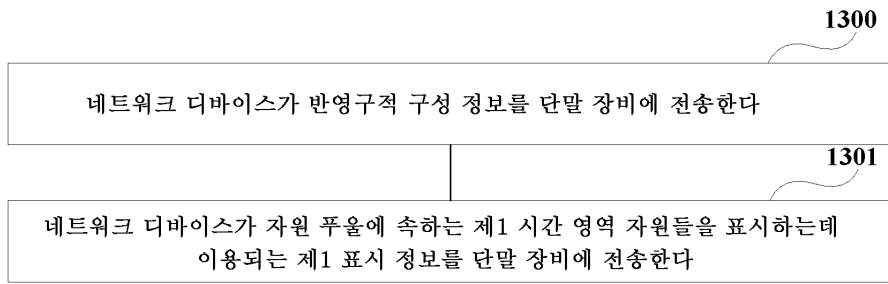 1300
네트워크 디바이스가 반영구적 구성 정보를 단말 장비에 전송한다
1301
네트워크 디바이스가 자원 푸울에 속하는 제1 시간 영역 자원들을 표시하는데
이용되는 제1 표시 정보를 단말 장비에 전송한다